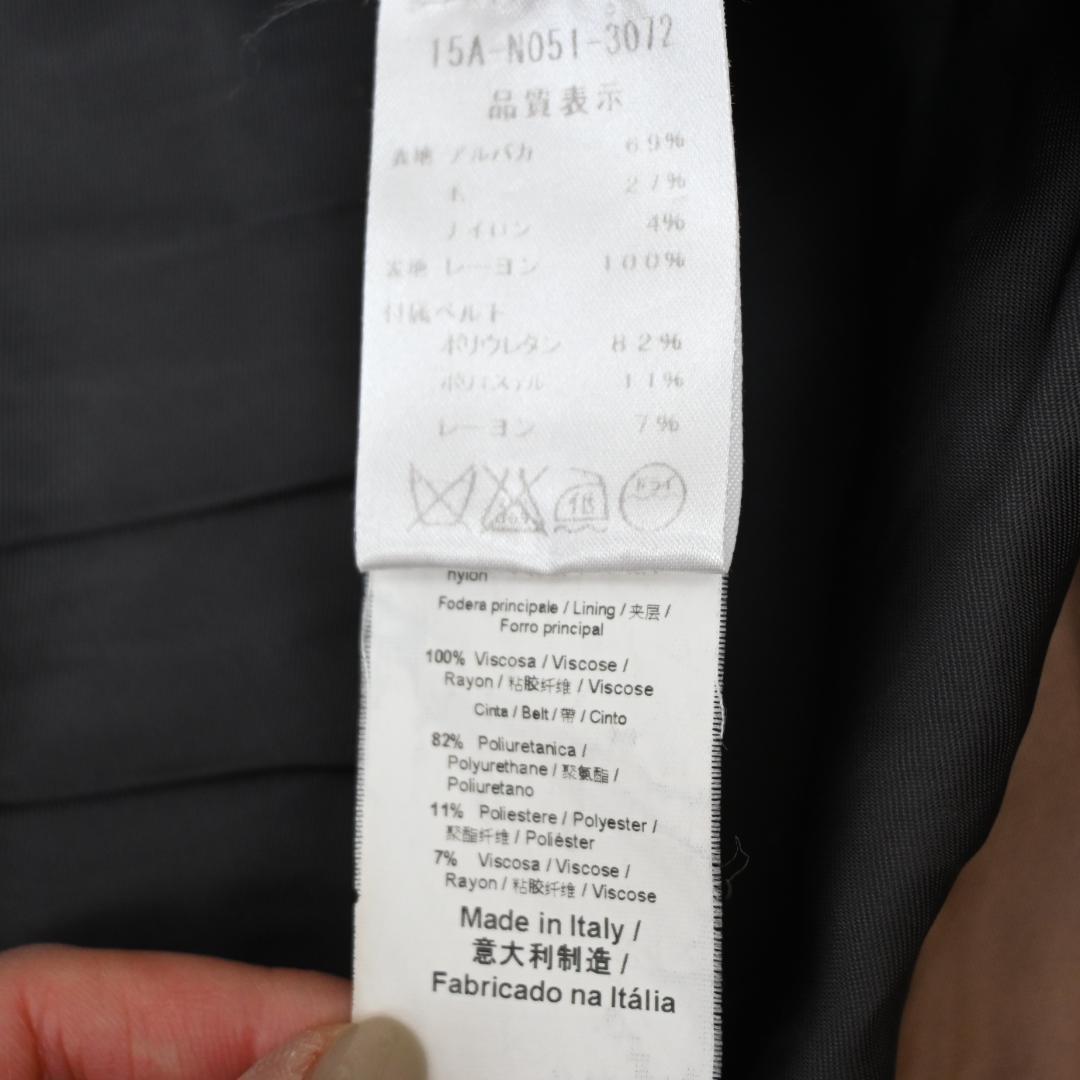 15A-N051-3072
品質表示
表地 アルパカ 69%
毛 27%
ナイロン 4%
裏地 レーヨン 100%
付属ベルト
ポリウレタン 82%
ポリエステル 11%
レーヨン 7%
ドライ
低
nylon
Fodera principale / Lining / 夹层 /
Forro principal
100% Viscosa / Viscose /
Rayon / 粘胶纤维 / Viscose
Cinta / Belt / 帶 / Cinto
82% Poliuretanica /
Polyurethane / 聚氨酯 /
Poliuretano
11% Poliestere / Polyester /
聚酯纤维 / Poliéster
7% Viscosa / Viscose /
Rayon / 粘胶纤维 / Viscose
Made in Italy /
意大利制造 /
Fabricado na Itália